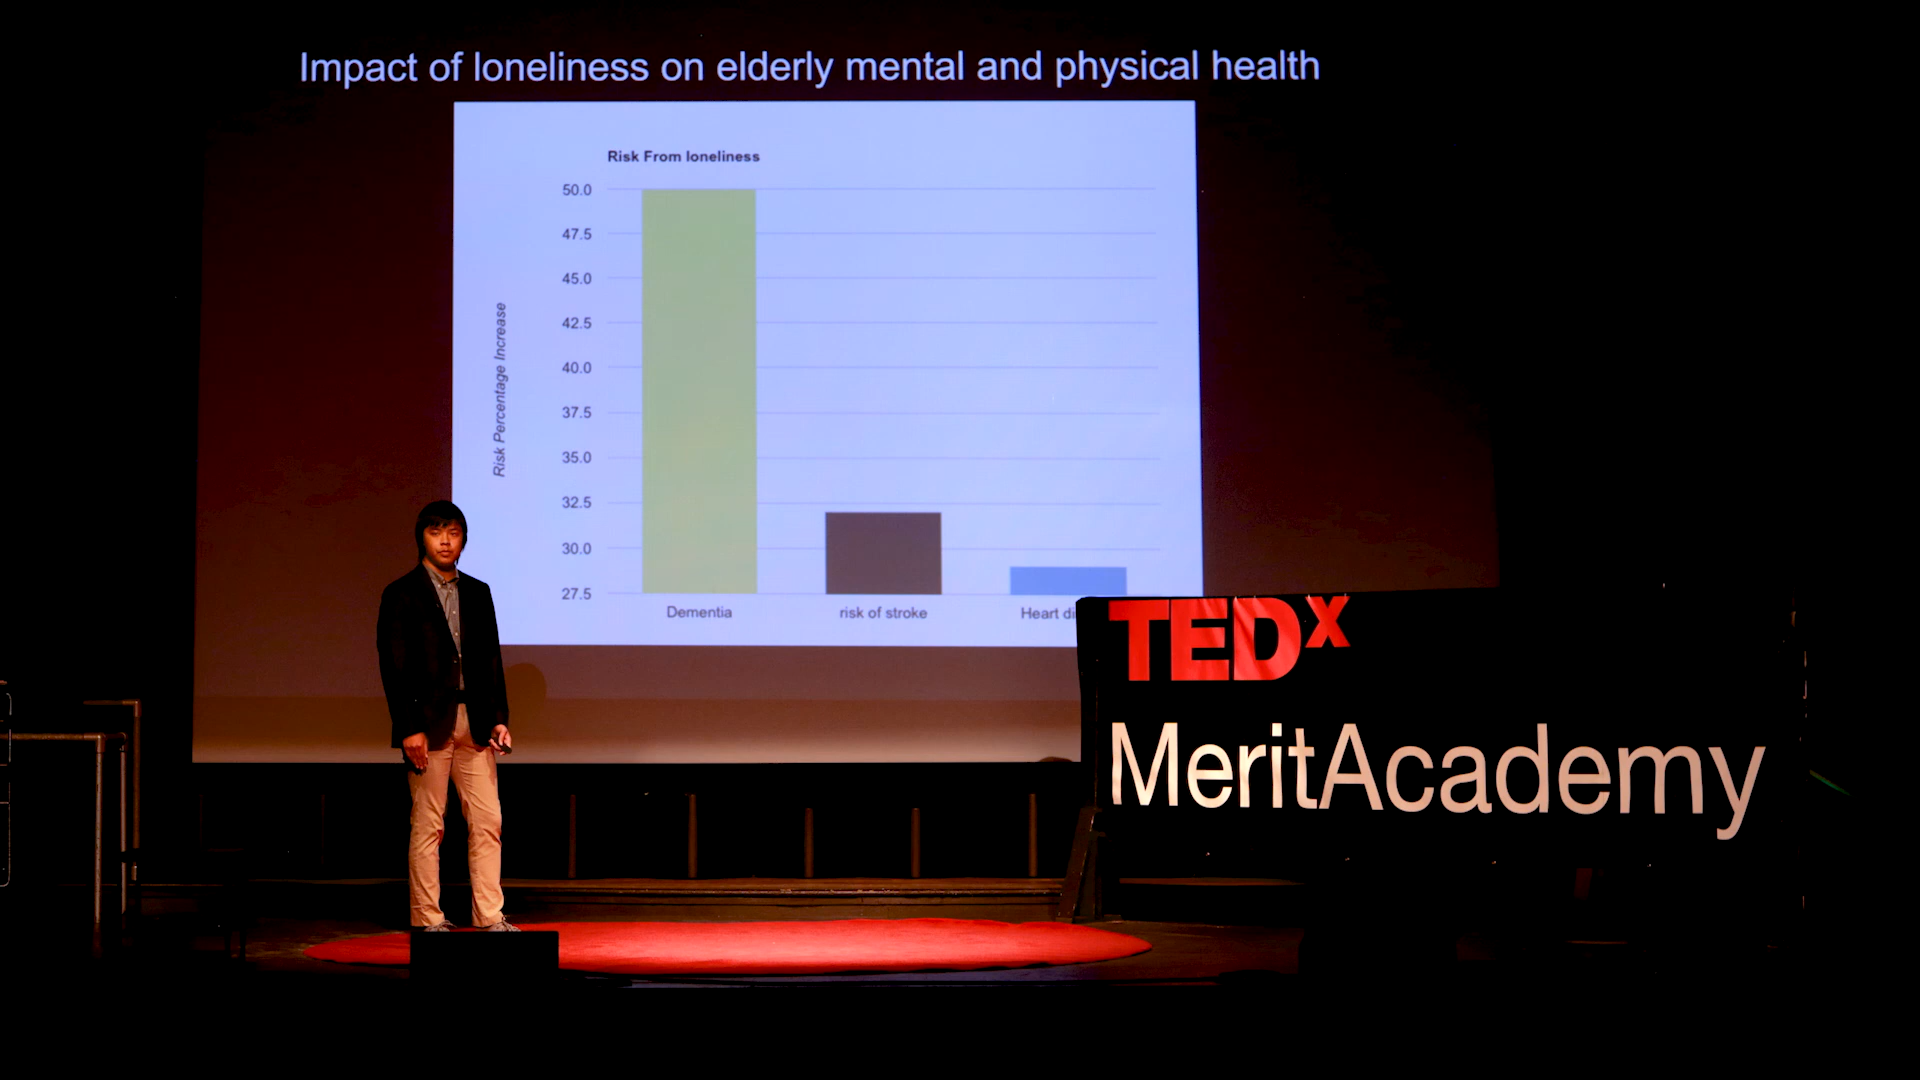 Impact of loneliness on elderly mental and physical health
Risk From loneliness
Risk Percentage Increase
50.0
47.5
45.0
42.5
40.0
37.5
35.0
32.5
30.0
27.5
Dementia
risk of stroke
Heart di
TEDx
MeritAcademy